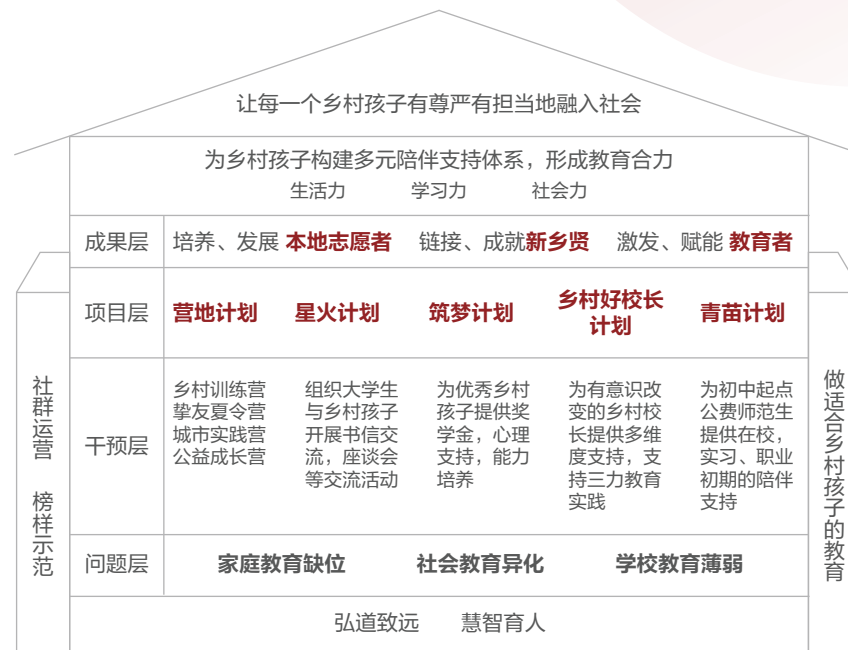 让每一个乡村孩子有尊严有担当地融入社会
为乡村孩子构建多元陪伴支持体系，形成教育合力
生活力 学习力 社会力
成果层 培养、发展 本地志愿者 链接、成就新乡贤 激发、赋能 教育者
项目层 营地计划 星火计划 筑梦计划 乡村好校长
计划 青苗计划
干预层
乡村训练营
挚友夏令营
城市实践营
公益成长营
组织大学生
与乡村孩子
开展书信交
流，座谈会
等交流活动
为优秀乡村
孩子提供奖
学金，心理
支持，能力
培养
为有意识改
变的乡村校
长提供多维
度支持，支
持三力教育
实践
为初中起点
公费师范生
提供在校，
实习、职业
初期的陪伴
支持
问题层 家庭教育缺位 社会教育异化 学校教育薄弱
弘道致远 慧智育人
社群运营 榜样示范
做适合乡村孩子的教育